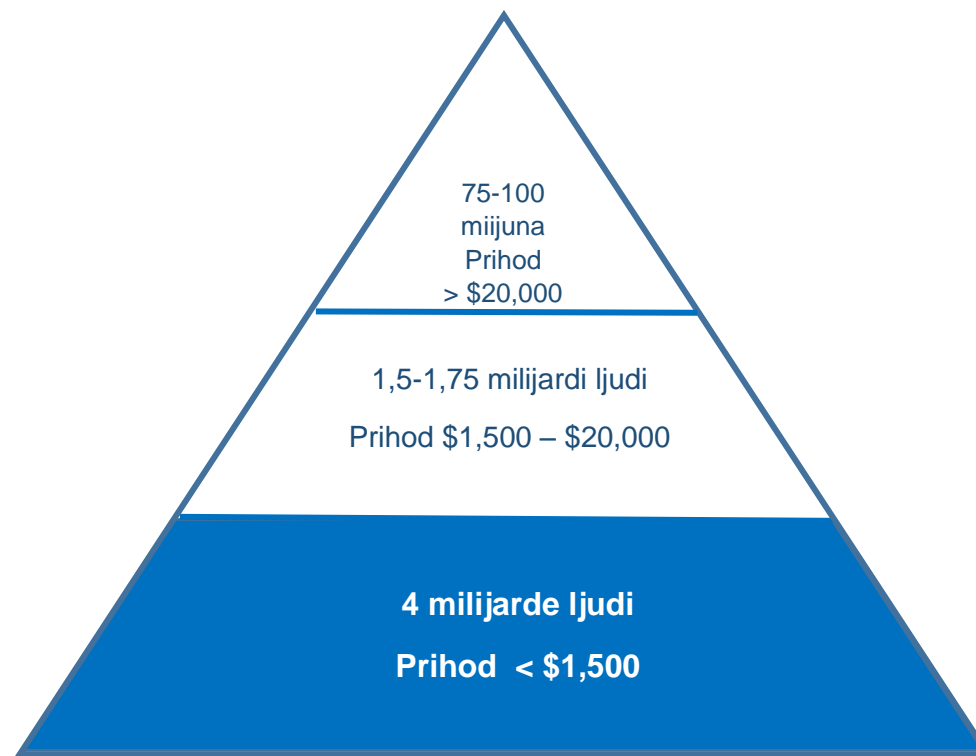 75-100
miijuna
Prihod
> $20,000
1,5-1,75 milijardi ljudi
Prihod $1,500 – $20,000
4 milijarde ljudi
Prihod < $1,500